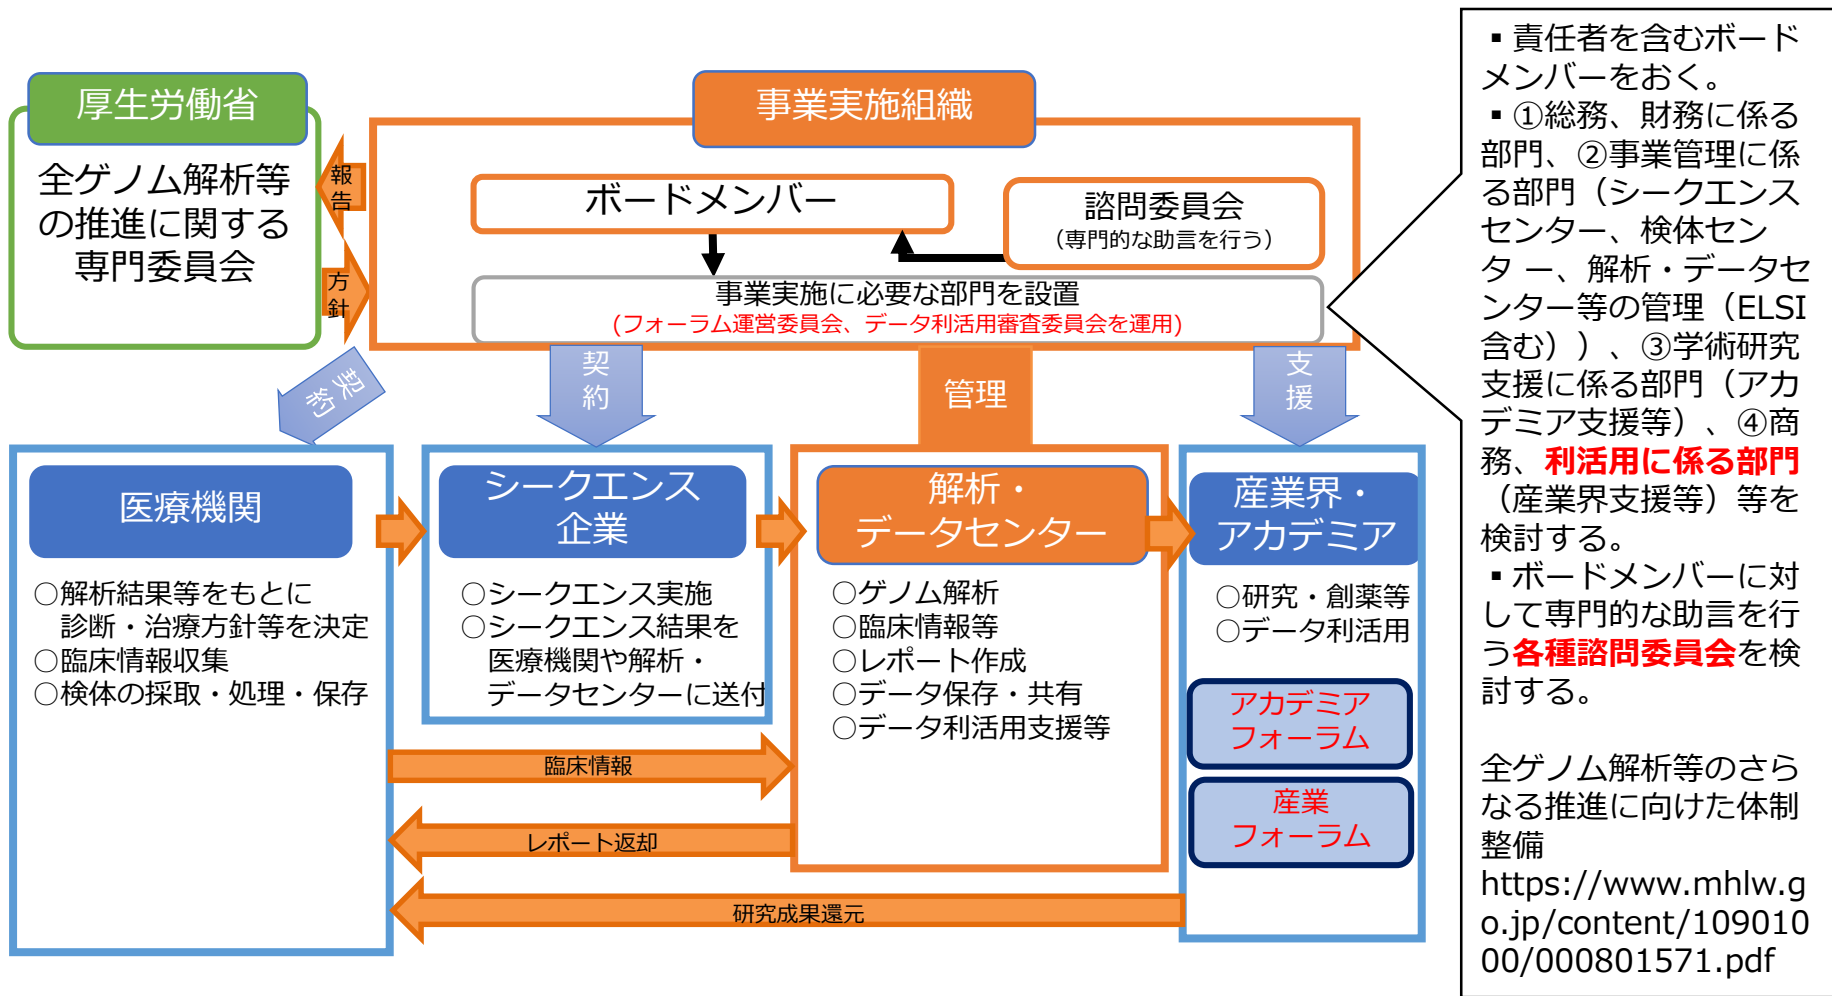 厚生労働省
全ゲノム解析等
の推進に関する
専門委員会
報告
方針
事業実施組織
ボードメンバー
諮問委員会
（専門的な助言を行う）
事業実施に必要な部門を設置
(フォーラム運営委員会、データ利活用審査委員会を運用)
契約
契約
管理
支援
医療機関
○解析結果等をもとに
診断・治療方針等を決定
○臨床情報収集
○検体の採取・処理・保存
シークエンス
企業
○シークエンス実施
○シークエンス結果を
医療機関や解析・
データセンターに送付
解析・
データセンター
○ゲノム解析
○臨床情報等
○レポート作成
○データ保存・共有
○データ利活用支援等
産業界・
アカデミア
○研究・創薬等
○データ利活用
アカデミア
フォーラム
産業
フォーラム
臨床情報
レポート返却
研究成果還元
▪責任者を含むボード
メンバーをおく。
▪①総務、財務に係る
部門、②事業管理に係
る部門（シークエンス
センター、検体セン
タ ー、解析・データセ
ンター等の管理（ELSI
含む））、③学術研究
支援に係る部門（アカ
デミア支援等）、④商
務、利活用に係る部門
（産業界支援等）等を
検討する。
▪ボードメンバーに対
して専門的な助言を行
う各種諮問委員会を検
討する。
全ゲノム解析等のさら
なる推進に向けた体制
整備
https://www.mhlw.g
o.jp/content/109010
00/000801571.pdf